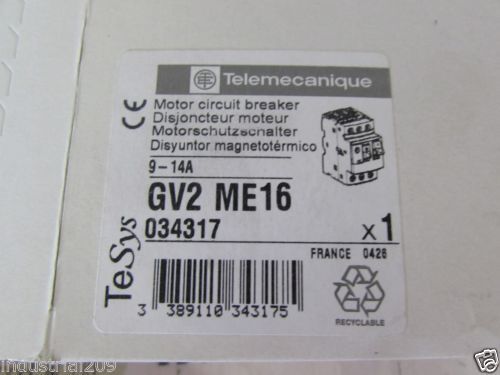 Telemecanique
Motor circuit breaker
Disjoncteur moteur
Motorschutzschalter
Disyuntor magnetotérmico
9-14A
GV2 ME16
034317
x1
FRANCE 0426
TeSys
CE
3 389110 343175
RECYCLABLE
© industrial209